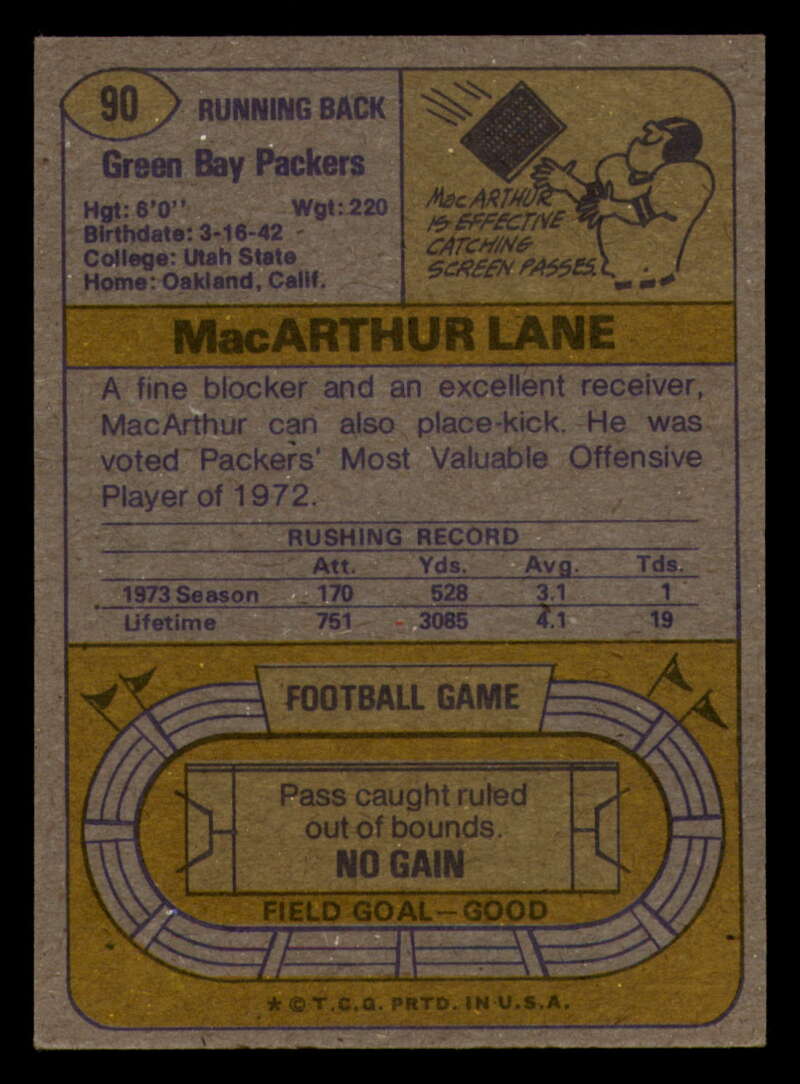 90
RUNNING BACK
Green Bay Packers
Hgt: 6'0'' Wgt: 220
Birthdate: 3-16-42
College: Utah State
Home: Oakland, Calif.
MacARTHUR
IS EFFECTIVE
CATCHING
SCREEN PASSES.
MacARTHUR LANE
A fine blocker and an excellent receiver,
MacArthur can also place-kick. He was
voted Packers' Most Valuable Offensive
Player of 1972.
RUSHING RECORD
Att. Yds. Avg. Tds.
1973 Season 170 528 3.1 1
Lifetime 751 3085 4.1 19
FOOTBALL GAME
Pass caught ruled
out of bounds.
NO GAIN
FIELD GOAL—GOOD
* © T.C.G. PRTD. IN U.S.A.